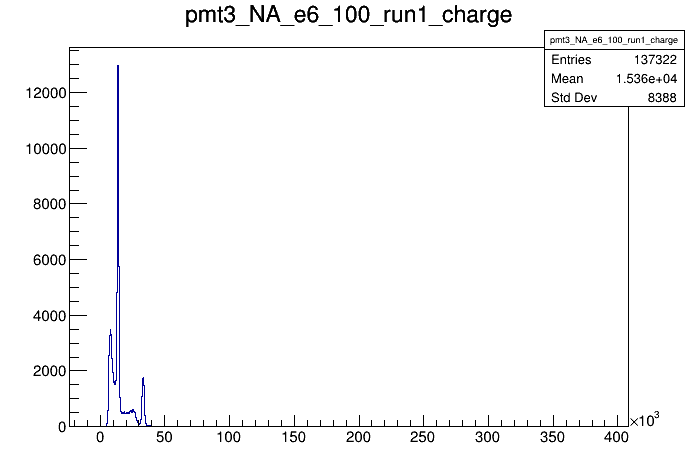 pmt3_NA_e6_100_run1_charge
pmt3_NA_e6_100_run1_charge
Entries 137322
Mean 1.536e+04
Std Dev 8388
12000
10000
8000
6000
4000
2000
0
0 50 100 150 200 250 300 350 400
×10³